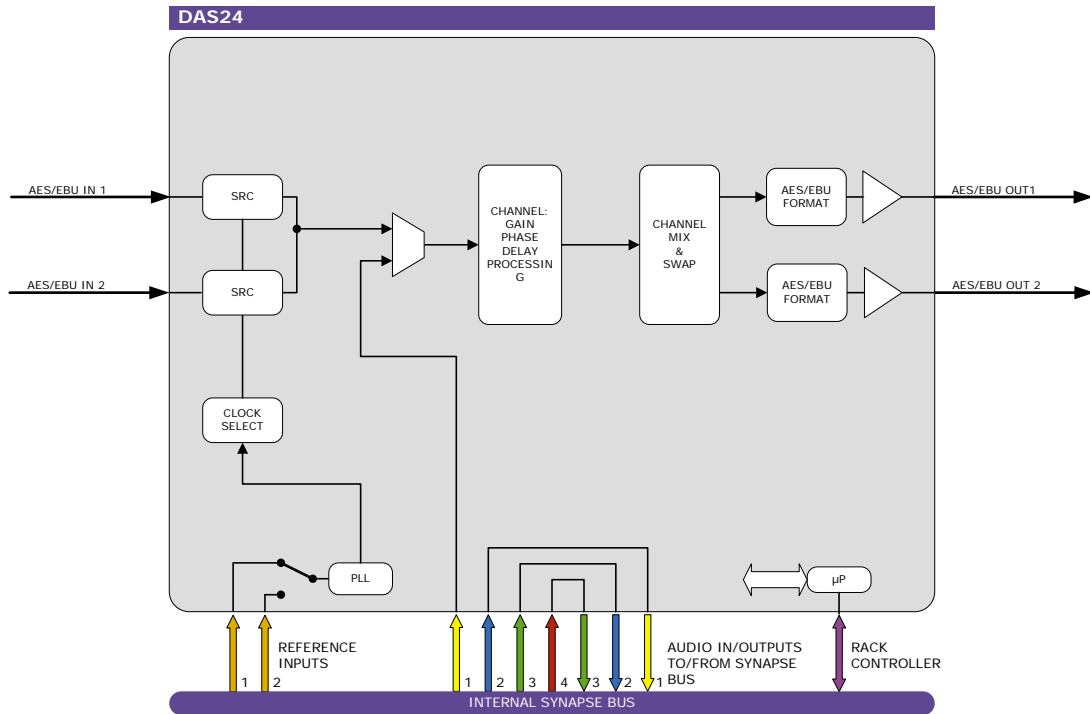 DAS24
AES/EBU IN 1
SRC
AES/EBU IN 2
SRC
CHANNEL:
GAIN
PHASE
DELAY
PROCESSIN
G
CHANNEL
MIX
&
SWAP
AES/EBU
FORMAT
AES/EBU OUT1
AES/EBU
FORMAT
AES/EBU OUT 2
CLOCK
SELECT
PLL
µP
REFERENCE
INPUTS
1
2
1
2
3
4
3
2
1
AUDIO IN/OUTPUTS
TO/FROM SYNAPSE
BUS
RACK
CONTROLLER
INTERNAL SYNAPSE BUS